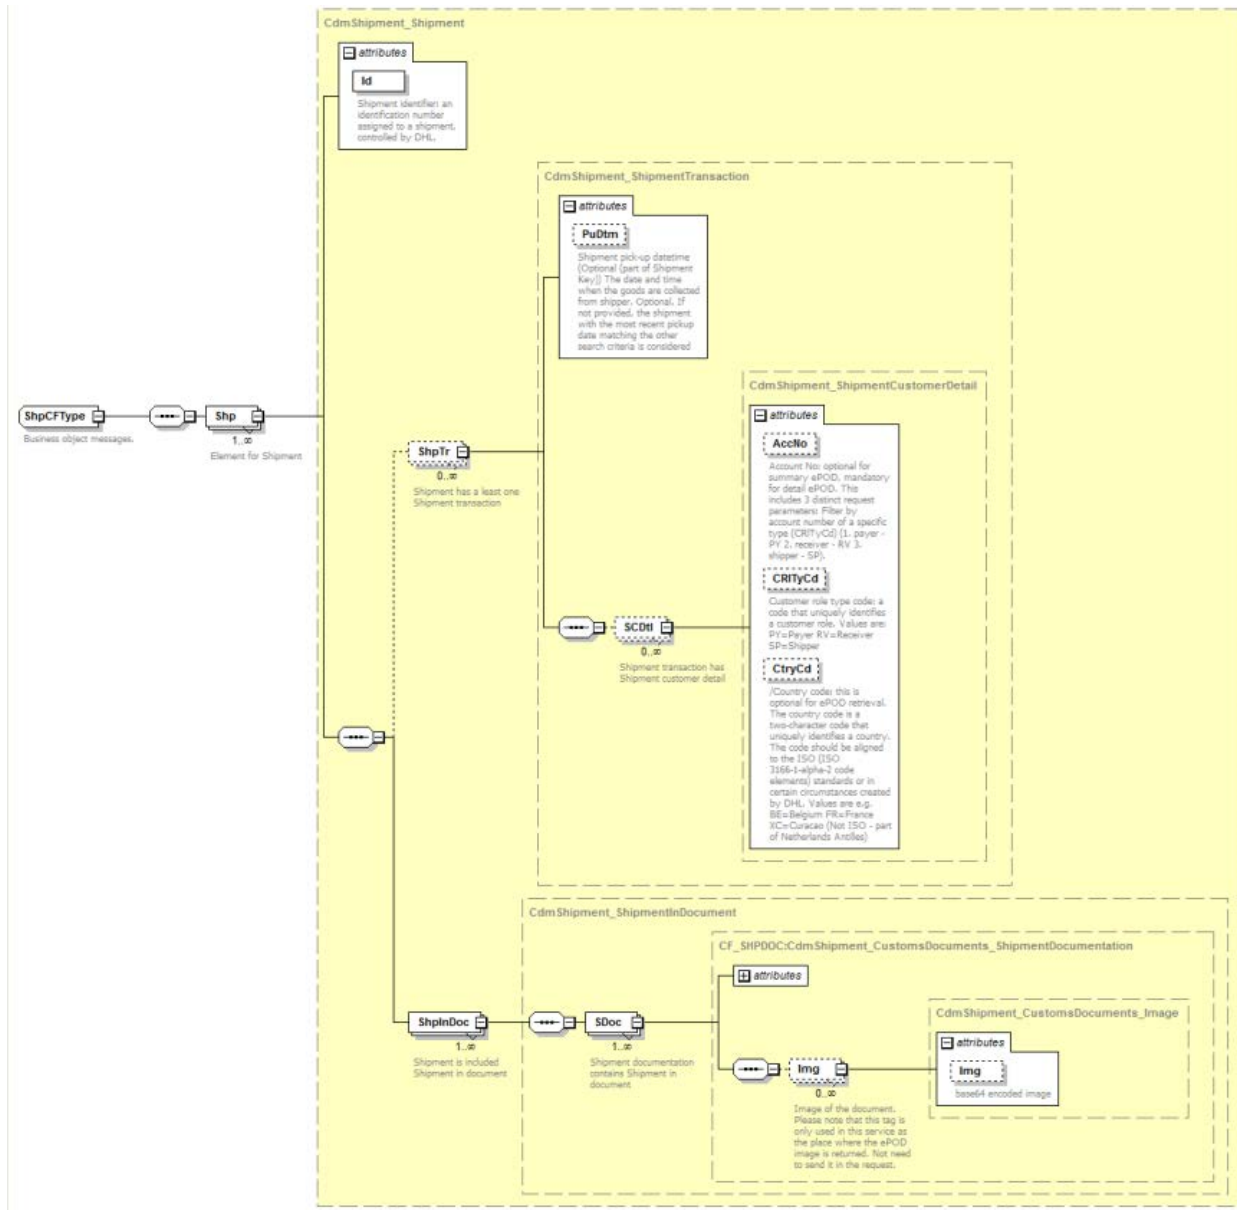 CdmShipment_Shipment
attributes
Id
Shipment identifier: an
identification number
assigned to a shipment,
controlled by DHL.
CdmShipment_ShipmentTransaction
attributes
PuDtm
Shipment pick-up datetime
(Optional (part of Shipment
Key)) The date and time
when the goods are collected
from shipper. Optional. If
not provided, the shipment
with the most recent pickup
date matching the other
search criteria is considered
CdmShipment_ShipmentCustomerDetail
attributes
AccNo
Account No: optional for
summary ePOD, mandatory
for detail ePOD. This
includes 3 distinct request
parameters: Filter by
account number of a specific
type (CRlTyCd) (1. payer -
PY 2. receiver - RV 3.
shipper - SP).
CRlTyCd
Customer role type code: a
code that uniquely identifies
a customer role. Values are:
PY=Payer RV=Receiver
SP=Shipper
CtryCd
/Country code: this is
optional for ePOD retrieval.
The country code is a
two-character code that
uniquely identifies a country.
The code should be aligned
to the ISO (ISO
3166-1-alpha-2 code
elements) standards or in
certain circumstances created
by DHL. Values are e.g.
BE=Belgium FR=France
XC=Curacao (Not ISO - part
of Netherlands Antilles)
ShpCFType
Business object messages.
Shp
1..∞
Element for Shipment
ShpTr
0..∞
Shipment has a least one
Shipment transaction
SCDtl
0..∞
Shipment transaction has
Shipment customer detail
CdmShipment_ShipmentInDocument
CF_SHPDOC:CdmShipment_CustomsDocuments_ShipmentDocumentation
attributes
ShpInDoc
1..∞
Shipment is included
Shipment in document
SDoc
1..∞
Shipment documentation
contains Shipment in
document
Img
0..∞
Image of the document.
Please note that this tag is
only used in this service as
the place where the ePOD
image is returned. Not need
to send it in the request.
CdmShipment_CustomsDocuments_Image
attributes
Img
base64 encoded image